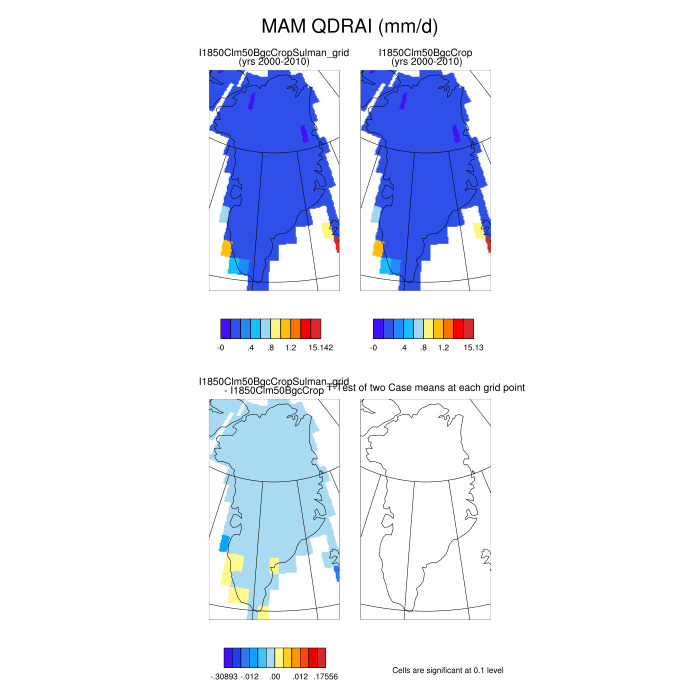 MAM QDRAI (mm/d)
I1850Clm50BgcCropSulman_grid
(yrs 2000-2010)
I1850Clm50BgcCrop
(yrs 2000-2010)
-0 .4 .8 1.2 15.142
-0 .4 .8 1.2 15.13
I1850Clm50BgcCropSulman_grid
- I1850Clm50BgcCrop
T-Test of two Case means at each grid point
-.30893 -.012 .00 .012 .17556
Cells are significant at 0.1 level